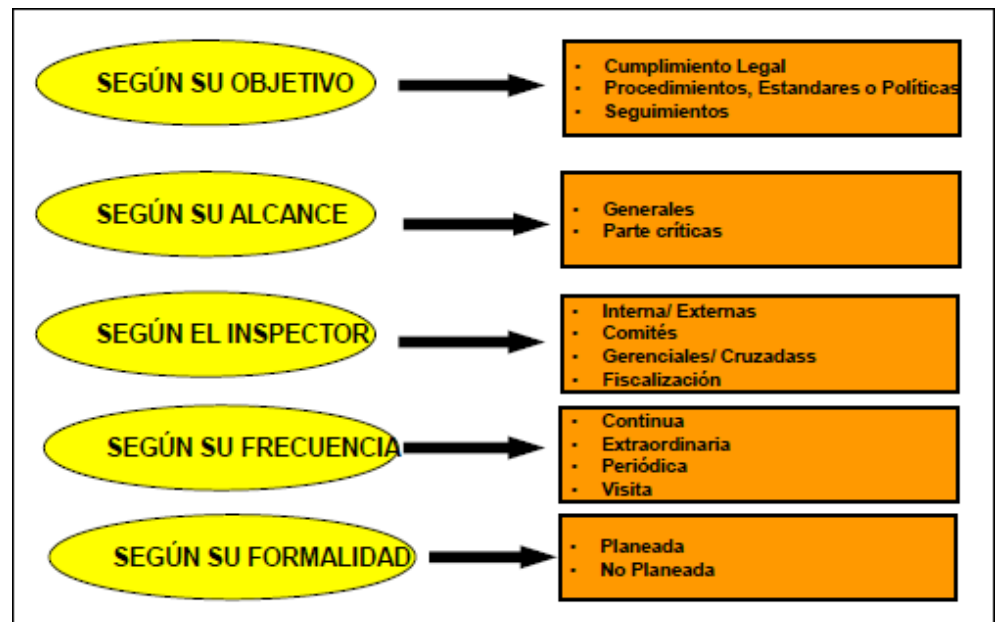 SEGÚN SU OBJETIVO
· Cumplimiento Legal
· Procedimientos, Estandares o Políticas
· Seguimientos
SEGÚN SU ALCANCE
· Generales
· Parte críticas
SEGÚN EL INSPECTOR
· Interna/ Externas
· Comités
· Gerenciales/ Cruzadass
· Fiscalización
SEGÚN SU FRECUENCIA
· Continua
· Extraordinaria
· Periódica
· Visita
SEGÚN SU FORMALIDAD
· Planeada
· No Planeada